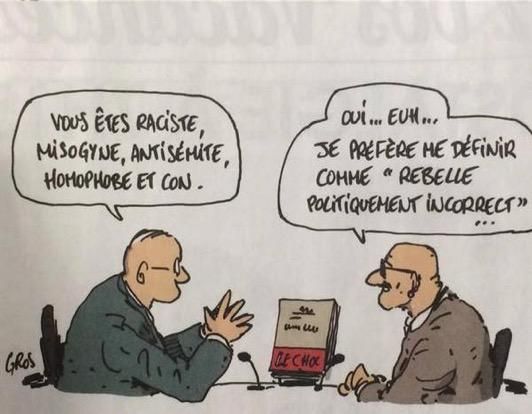 VOUS ÊTES RACISTE,
MISOGYNE, ANTISÉMITE,
HOMOPHOBE ET CON.
OUI... EUH...
JE PRÉFÈRE ME DÉFINIR
COMME "REBELLE
POLITIQUEMENT INCORRECT"
...
LE CHOC
GROS